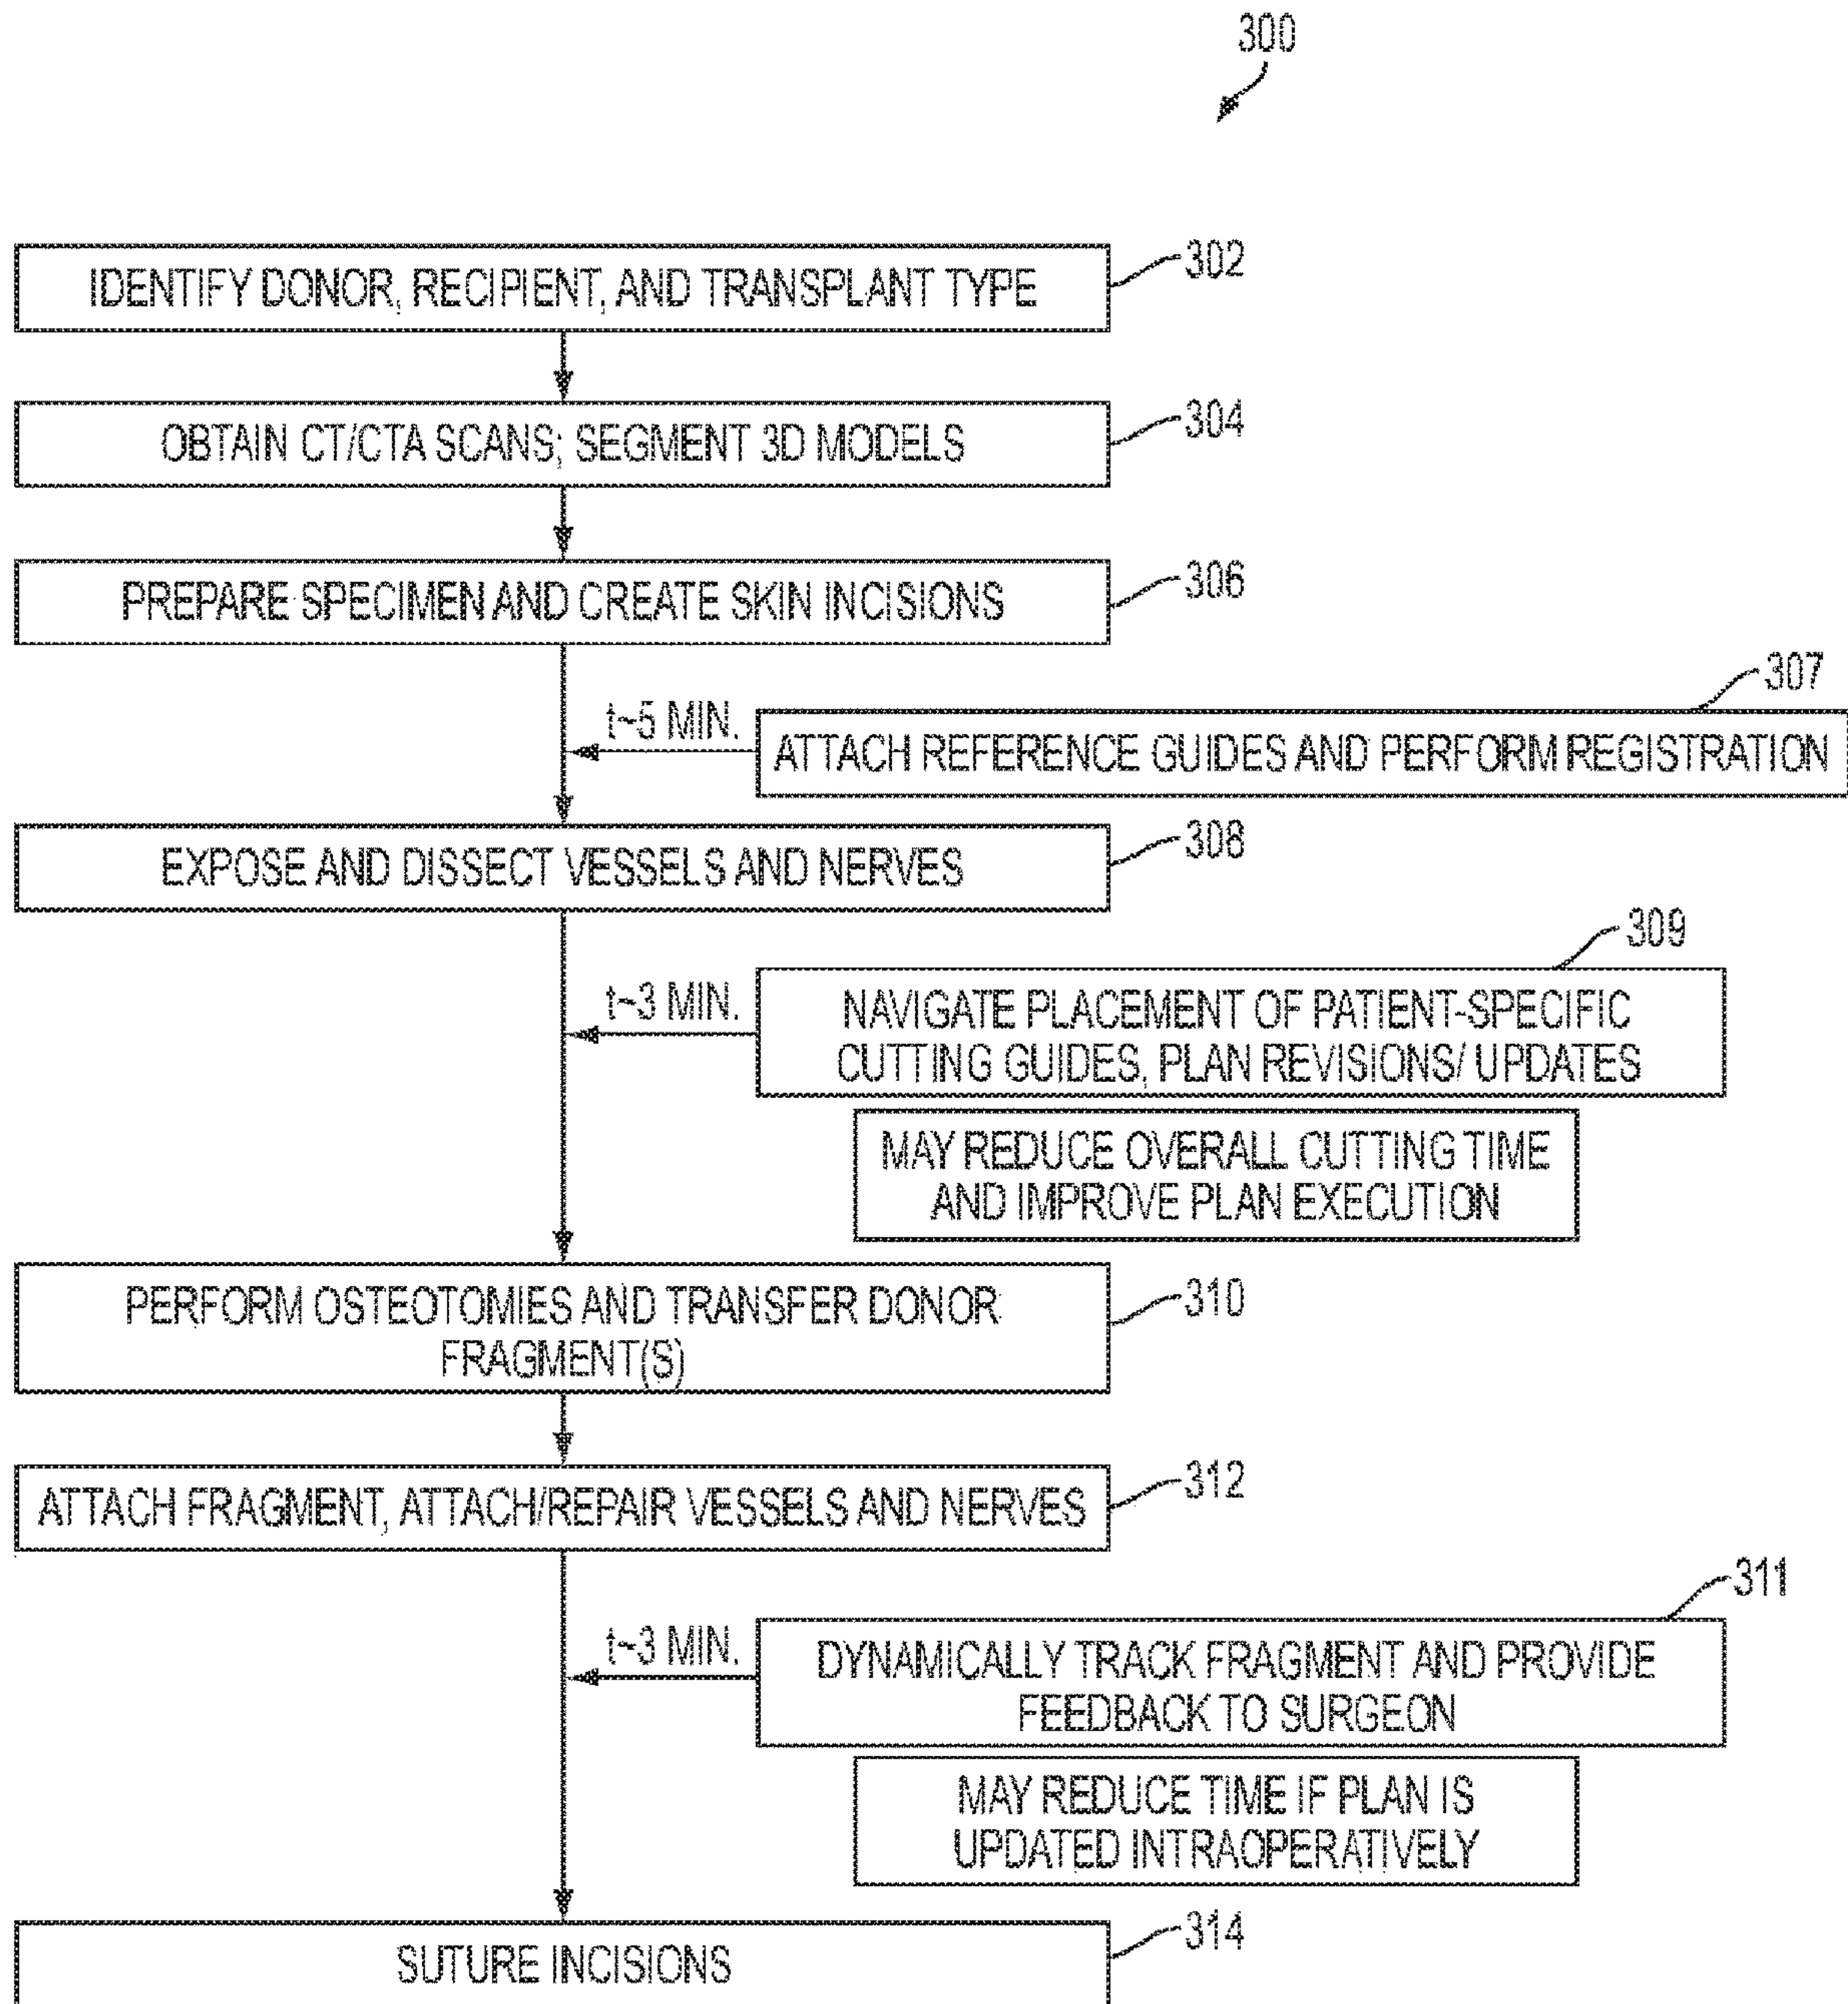 300
IDENTIFY DONOR, RECIPIENT, AND TRANSPLANT TYPE
302
OBTAIN CT/CTA SCANS; SEGMENT 3D MODELS
304
PREPARE SPECIMEN AND CREATE SKIN INCISIONS
306
307
t~5 MIN.
ATTACH REFERENCE GUIDES AND PERFORM REGISTRATION
EXPOSE AND DISSECT VESSELS AND NERVES
308
309
t~3 MIN.
NAVIGATE PLACEMENT OF PATIENT-SPECIFIC
CUTTING GUIDES, PLAN REVISIONS/ UPDATES
MAY REDUCE OVERALL CUTTING TIME
AND IMPROVE PLAN EXECUTION
PERFORM OSTEOTOMIES AND TRANSFER DONOR
FRAGMENT(S)
310
ATTACH FRAGMENT, ATTACH/REPAIR VESSELS AND NERVES
312
311
t~3 MIN.
DYNAMICALLY TRACK FRAGMENT AND PROVIDE
FEEDBACK TO SURGEON
MAY REDUCE TIME IF PLAN IS
UPDATED INTRAOPERATIVELY
SUTURE INCISIONS
314